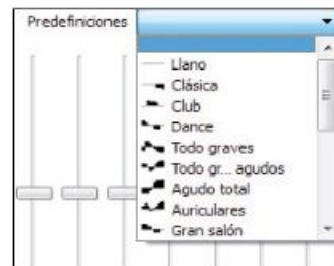 Predefiniciones
Llano
Clásica
Club
Dance
Todo graves
Todo gr... agudos
Agudo total
Auriculares
Gran salón